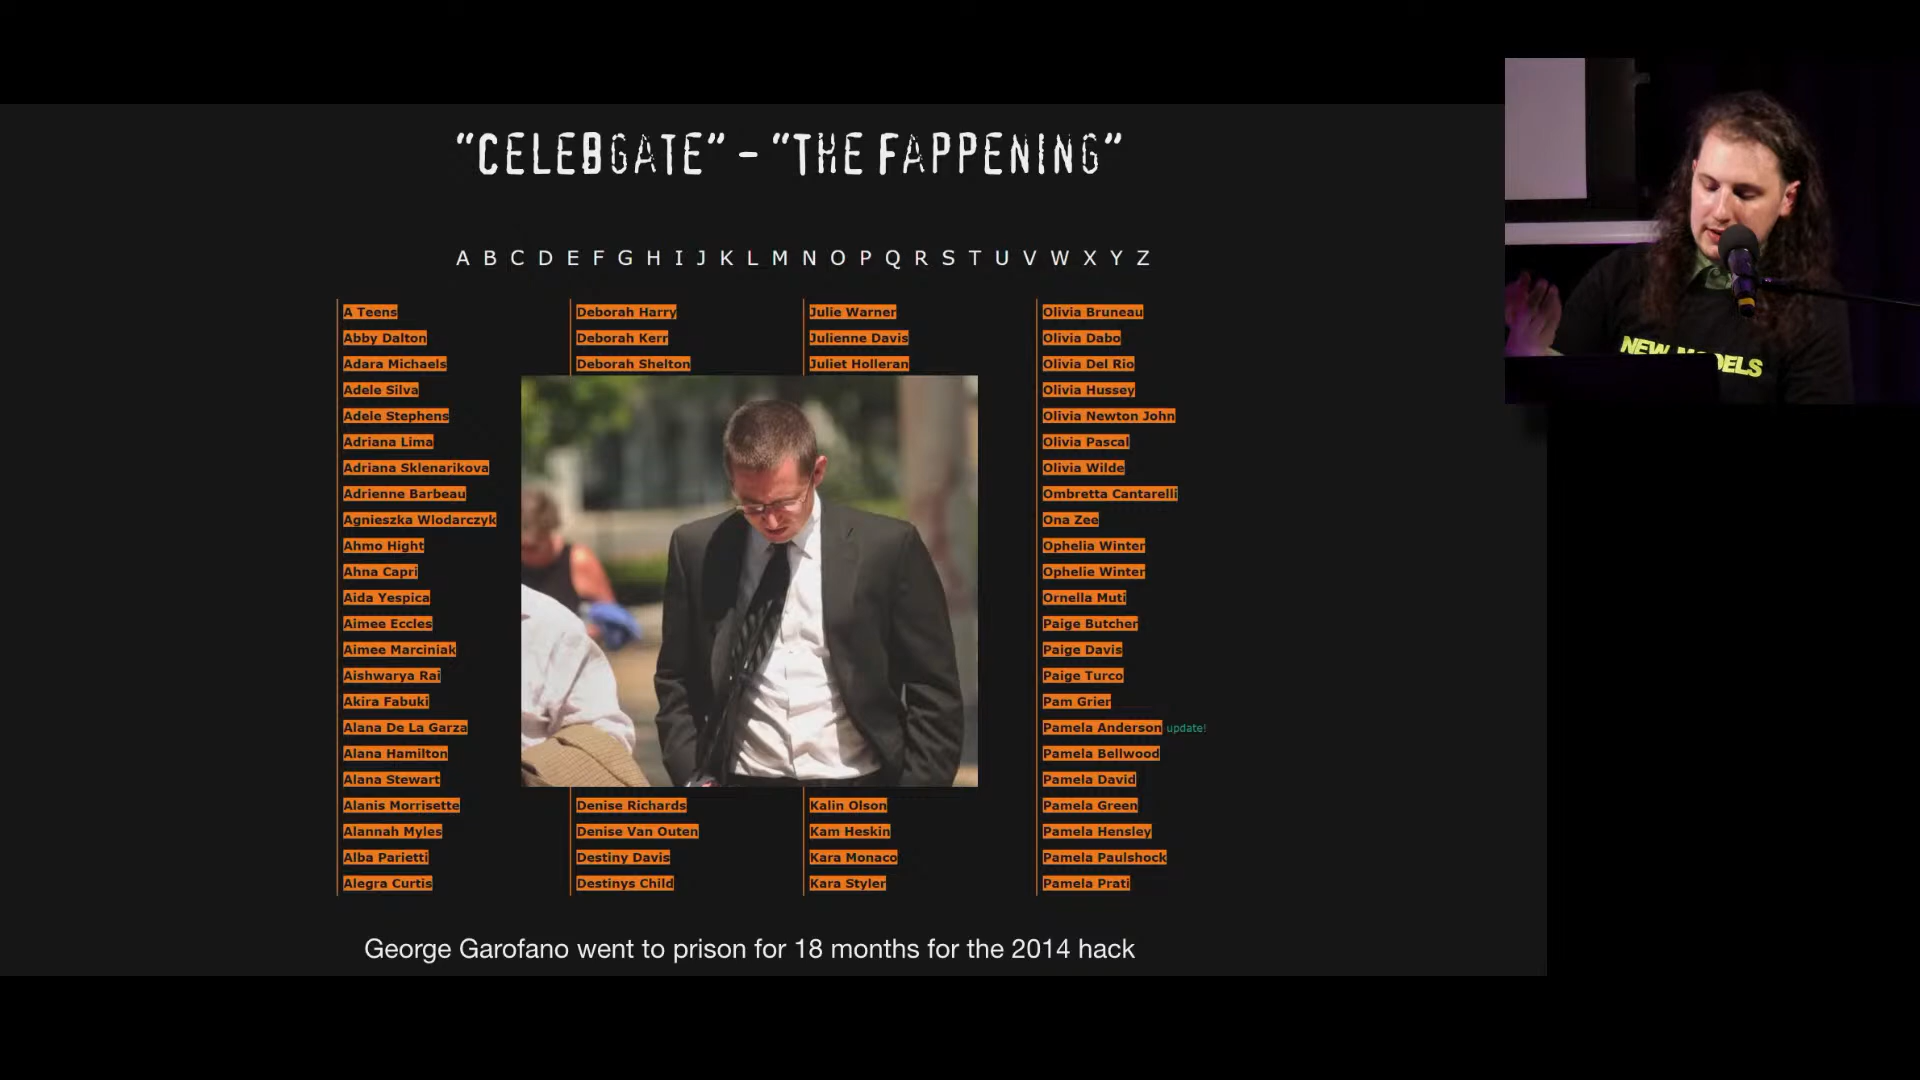 “CELEBGATE” – “THE FAPPENING”
A B C D E F G H I J K L M N O P Q R S T U V W X Y Z
A Teens
Abby Dalton
Adara Michaels
Adele Silva
Adele Stephens
Adriana Lima
Adriana Sklenarikova
Adrienne Barbeau
Agnieszka Wlodarczyk
Ahmo Hight
Ahna Capri
Aida Yespica
Aimee Eccles
Aimee Marciniak
Aishwarya Rai
Akira Fabuki
Alana De La Garza
Alana Hamilton
Alana Stewart
Alanis Morrisette
Alannah Myles
Alba Parietti
Alegra Curtis
Deborah Harry
Deborah Kerr
Deborah Shelton
Denise Richards
Denise Van Outen
Destiny Davis
Destinys Child
Julie Warner
Julienne Davis
Juliet Holleran
Kalin Olson
Kam Heskin
Kara Monaco
Kara Styler
Olivia Bruneau
Olivia Dabo
Olivia Del Rio
Olivia Hussey
Olivia Newton John
Olivia Pascal
Olivia Wilde
Ombretta Cantarelli
Ona Zee
Ophelia Winter
Ophelie Winter
Ornella Muti
Paige Butcher
Paige Davis
Paige Turco
Pam Grier
Pamela Anderson update!
Pamela Bellwood
Pamela David
Pamela Green
Pamela Hensley
Pamela Paulshock
Pamela Prati
George Garofano went to prison for 18 months for the 2014 hack
NEW MODELS